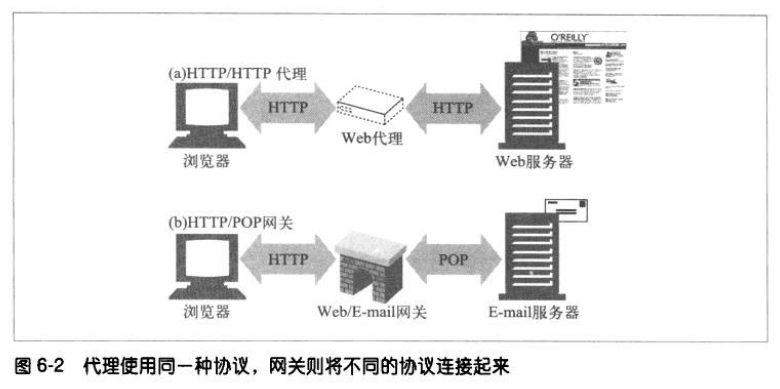 (a)HTTP/HTTP 代理
O'REILLY
HTTP
HTTP
浏览器
Web代理
Web服务器
(b)HTTP/POP网关
HTTP
POP
浏览器
Web/E-mail网关
E-mail服务器
图 6-2 代理使用同一种协议，网关则将不同的协议连接起来